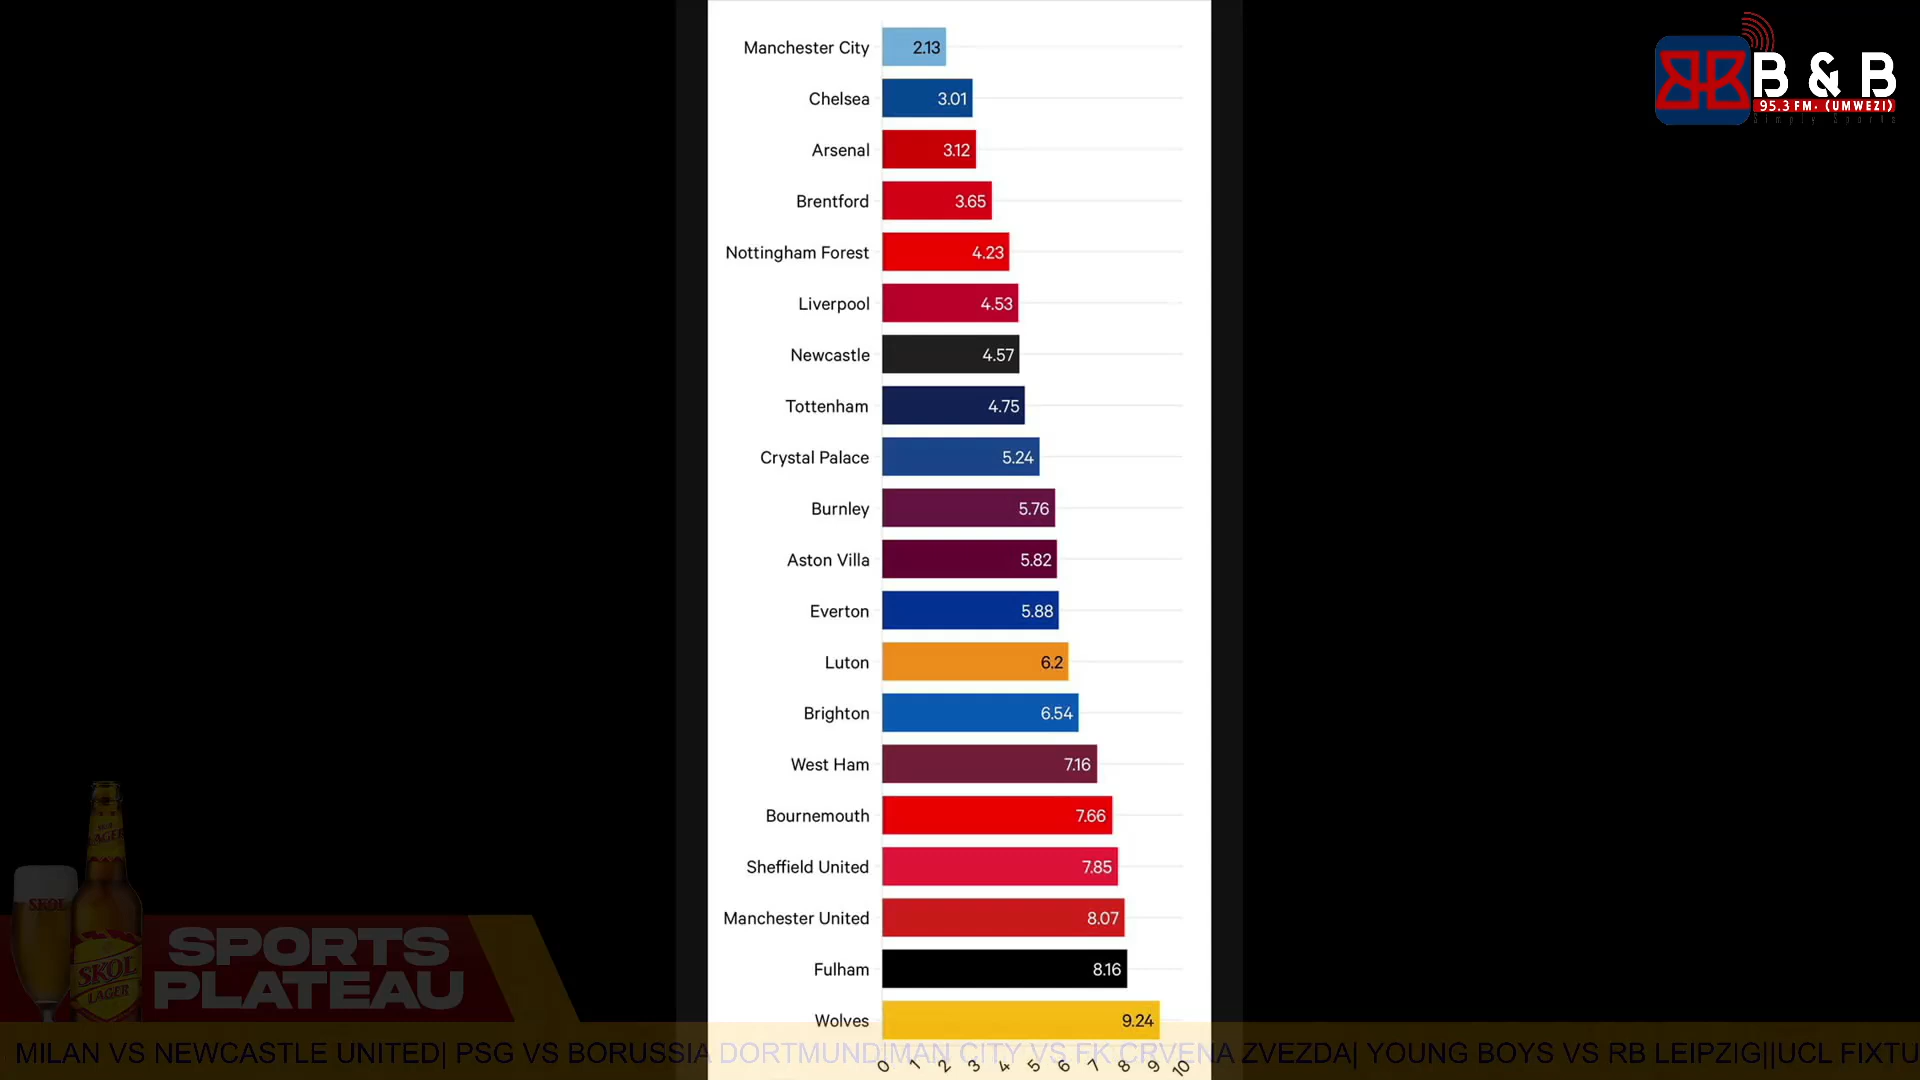 Manchester City 2.13
Chelsea 3.01
Arsenal 3.12
Brentford 3.65
Nottingham Forest 4.23
Liverpool 4.53
Newcastle 4.57
Tottenham 4.75
Crystal Palace 5.24
Burnley 5.76
Aston Villa 5.82
Everton 5.88
Luton 6.2
Brighton 6.54
West Ham 7.16
Bournemouth 7.66
Sheffield United 7.85
Manchester United 8.07
Fulham 8.16
Wolves 9.24
0 1 2 3 4 5 6 7 8 9 10
B & B
95.3 FM. (UMWEZI)
Simply Sports
SKOL
LAGER
SKOL
LAGER
SPORTS
PLATEAU
MILAN VS NEWCASTLE UNITED| PSG VS BORUSSIA DORTMUND|MAN CITY VS FK CRVENA ZVEZDA| YOUNG BOYS VS RB LEIPZIG||UCL FIXTU